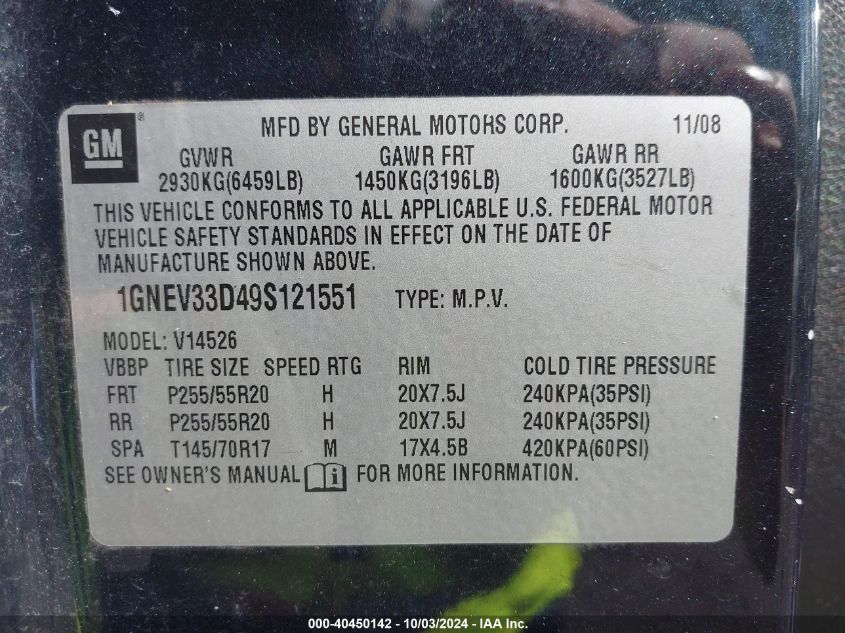 GM ® MFD BY GENERAL MOTORS CORP. 11/08
GVWR GAWR FRT GAWR RR
2930KG(6459LB) 1450KG(3196LB) 1600KG(3527LB)
THIS VEHICLE CONFORMS TO ALL APPLICABLE U.S. FEDERAL MOTOR
VEHICLE SAFETY STANDARDS IN EFFECT ON THE DATE OF
MANUFACTURE SHOWN ABOVE.
1GNEV33D49S121551 TYPE: M.P.V.
MODEL: V14526
VBBP TIRE SIZE SPEED RTG RIM COLD TIRE PRESSURE
FRT P255/55R20 H 20X7.5J 240KPA(35PSI)
RR P255/55R20 H 20X7.5J 240KPA(35PSI)
SPA T145/70R17 M 17X4.5B 420KPA(60PSI)
SEE OWNER'S MANUAL i FOR MORE INFORMATION.
000-40450142 - 10/03/2024 - IAA Inc.